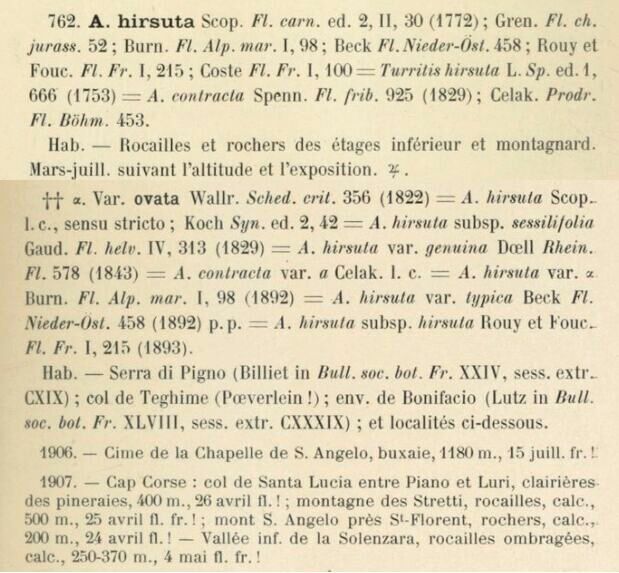 762. A. hirsuta Scop. Fl. carn. ed. 2, II, 30 (1772) ; Gren. Fl. ch.
jurass. 52 ; Burn. Fl. Alp. mar. I, 98 ; Beck Fl. Nieder-Öst. 458 ; Rouy et
Fouc. Fl. Fr. I, 215 ; Coste Fl. Fr. I, 100 = Turritis hirsuta L. Sp. ed. 1,
666 (1753) = A. contracta Spenn. Fl. frib. 925 (1829) ; Celak. Prodr.
Fl. Böhm. 453.
Hab. — Rocailles et rochers des étages inférieur et montagnard.
Mars-juill. suivant l'altitude et l'exposition. ♃.
†† α. Var. ovata Wallr. Sched. crit. 356 (1822) = A. hirsuta Scop.
l. c., sensu stricto ; Koch Syn. ed. 2, 42 = A. hirsuta subsp. sessilifolia
Gaud. Fl. helv. IV, 313 (1829) = A. hirsuta var. genuina Dœll Rhein.
Fl. 578 (1843) = A. contracta var. a Celak. l. c. = A. hirsuta var. α
Burn. Fl. Alp. mar. I, 98 (1892) = A. hirsuta var. typica Beck Fl.
Nieder-Öst. 458 (1892) p. p. = A. hirsuta subsp. hirsuta Rouy et Fouc.
Fl. Fr. I, 215 (1893).
Hab. — Serra di Pigno (Billiet in Bull. soc. bot. Fr. XXIV, sess. extr.
CXIX) ; col de Teghime (Pœverlein !) ; env. de Bonifacio (Lutz in Bull.
soc. bot. Fr. XLVIII, sess. extr. CXXXIX) ; et localités ci-dessous.
1906. — Cime de la Chapelle de S. Angelo, buxaie, 1180 m., 15 juill. fr. !
1907. — Cap Corse : col de Santa Lucia entre Piano et Luri, clairières
des pineraies, 400 m., 26 avril fl. ! ; montagne des Stretti, rocailles, calc.,
500 m., 25 avril fl. fr. ! ; mont S. Angelo près St-Florent, rochers, calc.,
200 m., 24 avril fl. ! — Vallée inf. de la Solenzara, rocailles ombragées,
calc., 250-370 m., 4 mai fl. fr. !